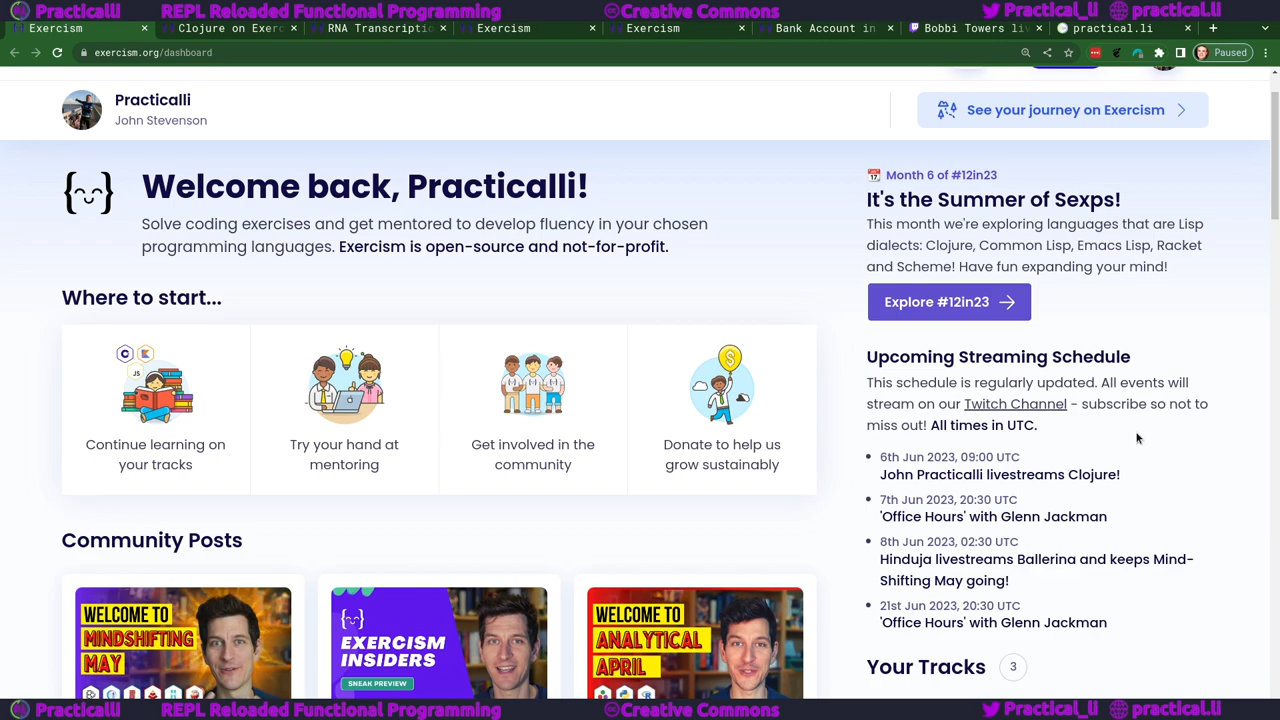 Practicalli REPL Reloaded Functional Programming Creative Commons Practical_li practical.li
Exercism Clojure on Exerc RNA Transcriptio Exercism Exercism Bank Account in Bobbi Towers liv practical.li
exercism.org/dashboard Paused
Practicalli
John Stevenson
See your journey on Exercism
Welcome back, Practicalli!
Solve coding exercises and get mentored to develop fluency in your chosen
programming languages. Exercism is open-source and not-for-profit.
Where to start...
C K
JS
Continue learning on
your tracks
Try your hand at
mentoring
Get involved in the
community
$
Donate to help us
grow sustainably
Community Posts
WELCOME TO
MINDSHIFTING
MAY
EXERCISM
INSIDERS
SNEAK PREVIEW
WELCOME TO
ANALYTICAL
APRIL
Month 6 of #12in23
It's the Summer of Sexps!
This month we're exploring languages that are Lisp
dialects: Clojure, Common Lisp, Emacs Lisp, Racket
and Scheme! Have fun expanding your mind!
Explore #12in23
Upcoming Streaming Schedule
This schedule is regularly updated. All events will
stream on our Twitch Channel - subscribe so not to
miss out! All times in UTC.
6th Jun 2023, 09:00 UTC
John Practicalli livestreams Clojure!
7th Jun 2023, 20:30 UTC
'Office Hours' with Glenn Jackman
8th Jun 2023, 02:30 UTC
Hinduja livestreams Ballerina and keeps Mind-
Shifting May going!
21st Jun 2023, 20:30 UTC
'Office Hours' with Glenn Jackman
Your Tracks 3
Practicalli REPL Reloaded Functional Programming Creative Commons Practical_li practical.li